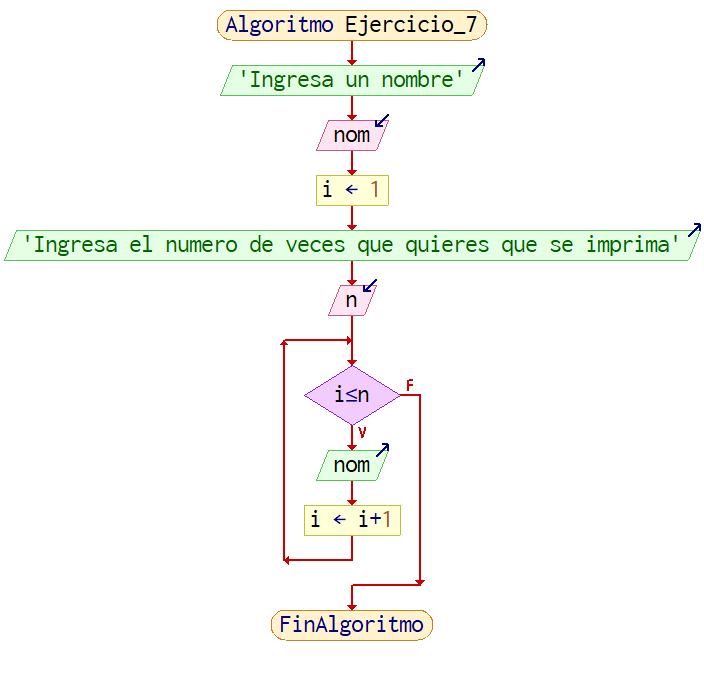 Algoritmo Ejercicio_7
'Ingresa un nombre'
nom
i ← 1
'Ingresa el numero de veces que quieres que se imprima'
n
i≤n
F
V
nom
i ← i+1
FinAlgoritmo